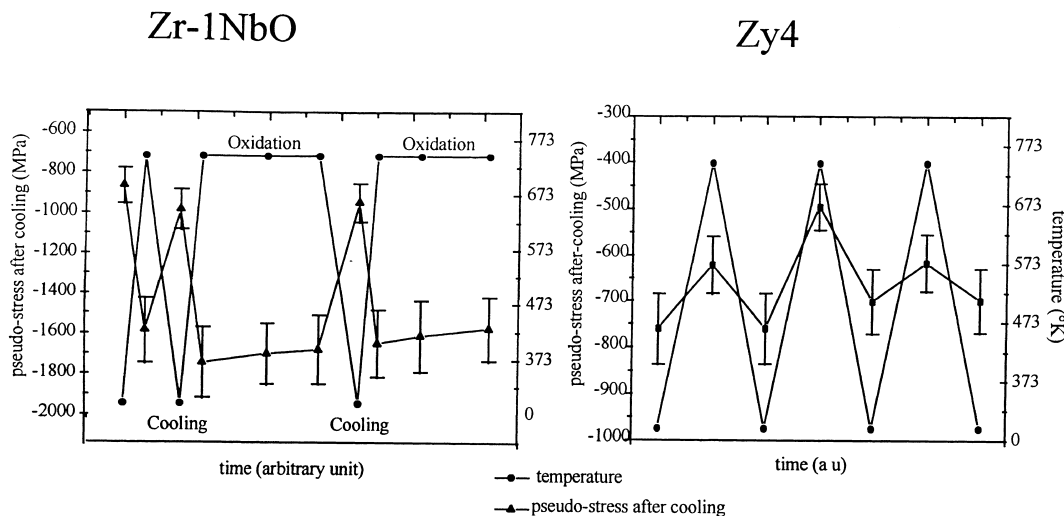 Zr-1NbO
Zy4
pseudo-stress after cooling (MPa)
-600
-800
-1000
-1200
-1400
-1600
-1800
-2000
Oxidation
Oxidation
Cooling
Cooling
773
673
573
473
373
0
time (arbitrary unit)
pseudo-stress after-cooling (MPa)
-300
-400
-500
-600
-700
-800
-900
-1000
773
673
573
473
373
0
temperature (°K)
time (a u)
temperature
pseudo-stress after cooling